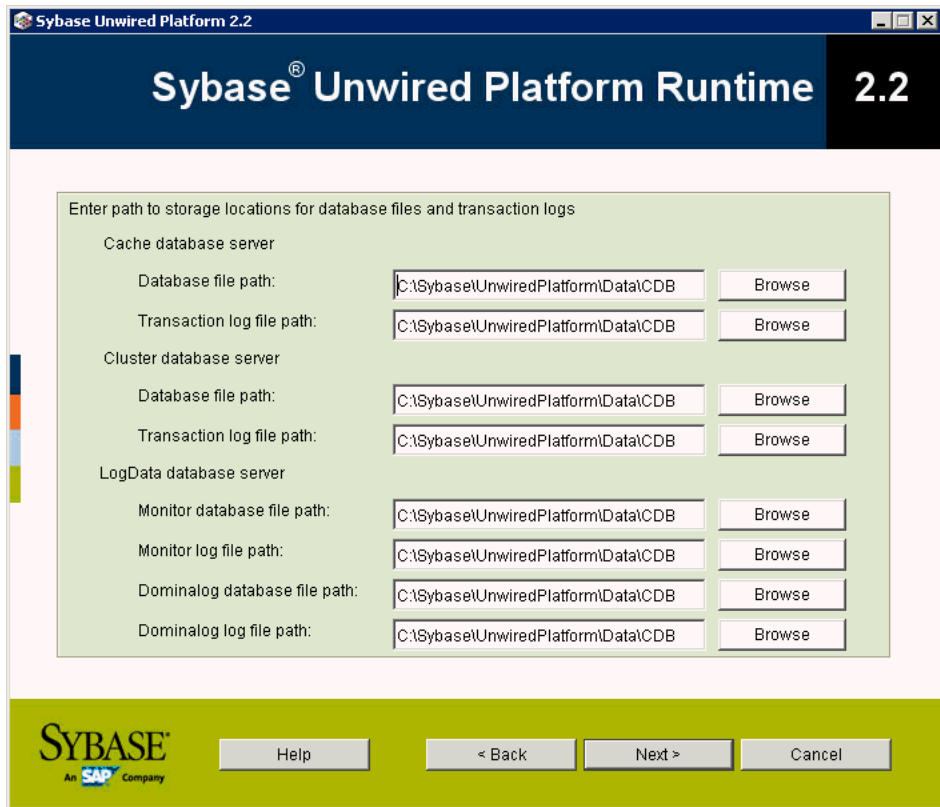 Sybase Unwired Platform 2.2
Sybase® Unwired Platform Runtime 2.2
Enter path to storage locations for database files and transaction logs
Cache database server
Database file path: C:\Sybase\UnwiredPlatform\Data\CDB Browse
Transaction log file path: C:\Sybase\UnwiredPlatform\Data\CDB Browse
Cluster database server
Database file path: C:\Sybase\UnwiredPlatform\Data\CDB Browse
Transaction log file path: C:\Sybase\UnwiredPlatform\Data\CDB Browse
LogData database server
Monitor database file path: C:\Sybase\UnwiredPlatform\Data\CDB Browse
Monitor log file path: C:\Sybase\UnwiredPlatform\Data\CDB Browse
Dominalog database file path: C:\Sybase\UnwiredPlatform\Data\CDB Browse
Dominalog log file path: C:\Sybase\UnwiredPlatform\Data\CDB Browse
SYBASE®
An SAP Company
Help < Back Next > Cancel